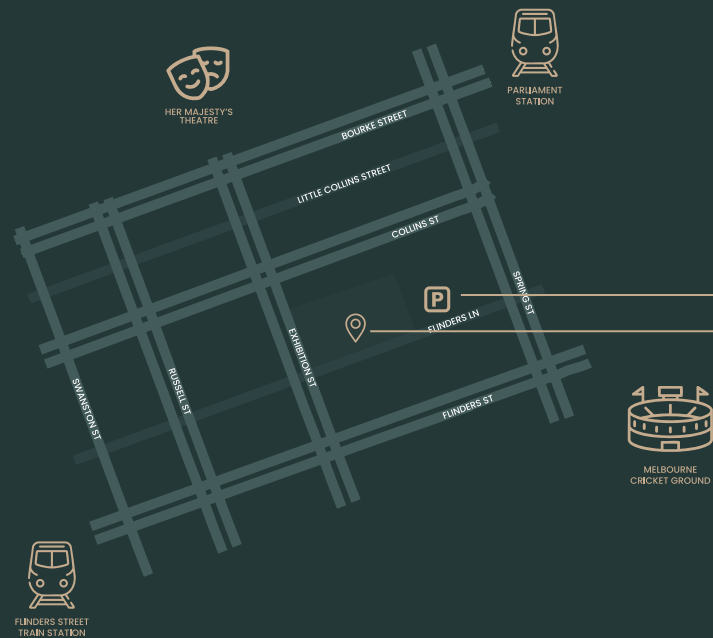 PARLIAMENT
STATION
HER MAJESTY'S
THEATRE
BOURKE STREET
LITTLE COLLINS STREET
COLLINS ST
SPRING ST
P
FLINDERS LN
EXHIBITION ST
RUSSELL ST
SWANSTON ST
FLINDERS ST
MELBOURNE
CRICKET GROUND
FLINDERS STREET
TRAIN STATION